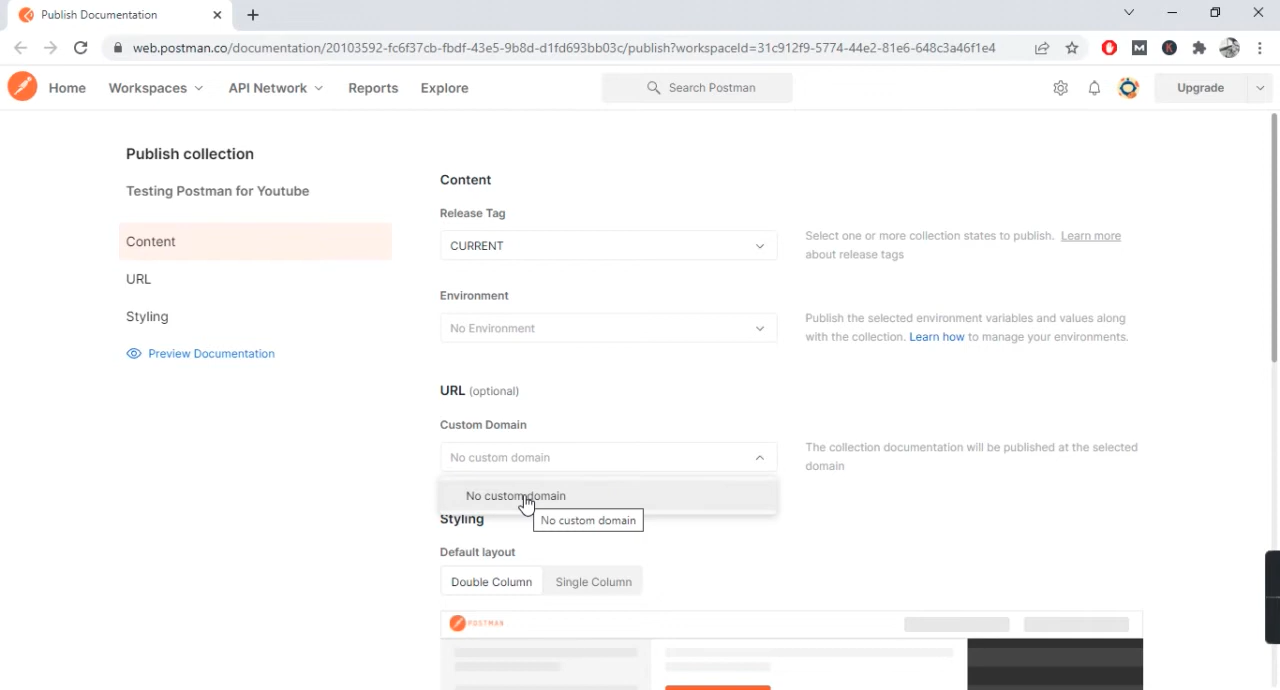 Publish Documentation
web.postman.co/documentation/20103592-fc6f37cb-fbdf-43e5-9b8d-d1fd693bb03c/publish?workspaceId=31c912f9-5774-44e2-81e6-648c3a46f1e4
Home Workspaces API Network Reports Explore Search Postman Upgrade
Publish collection
Testing Postman for Youtube
Content
URL
Styling
Preview Documentation
Content
Release Tag
CURRENT
Select one or more collection states to publish. Learn more
about release tags
Environment
No Environment
Publish the selected environment variables and values along
with the collection. Learn how to manage your environments.
URL (optional)
Custom Domain
No custom domain
The collection documentation will be published at the selected
domain
No custom domain
No custom domain
Styling
Default layout
Double Column Single Column
POSTMAN